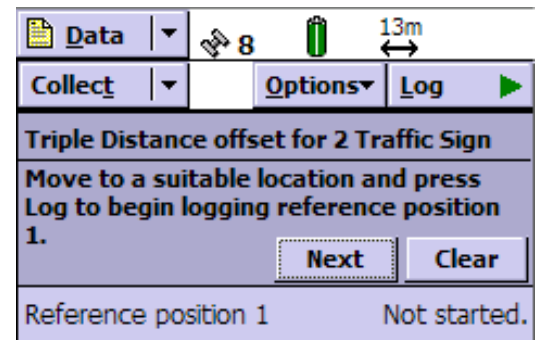 Data 8 13m
Collect Options Log
Triple Distance offset for 2 Traffic Sign
Move to a suitable location and press
Log to begin logging reference position
1.
Next Clear
Reference position 1 Not started.